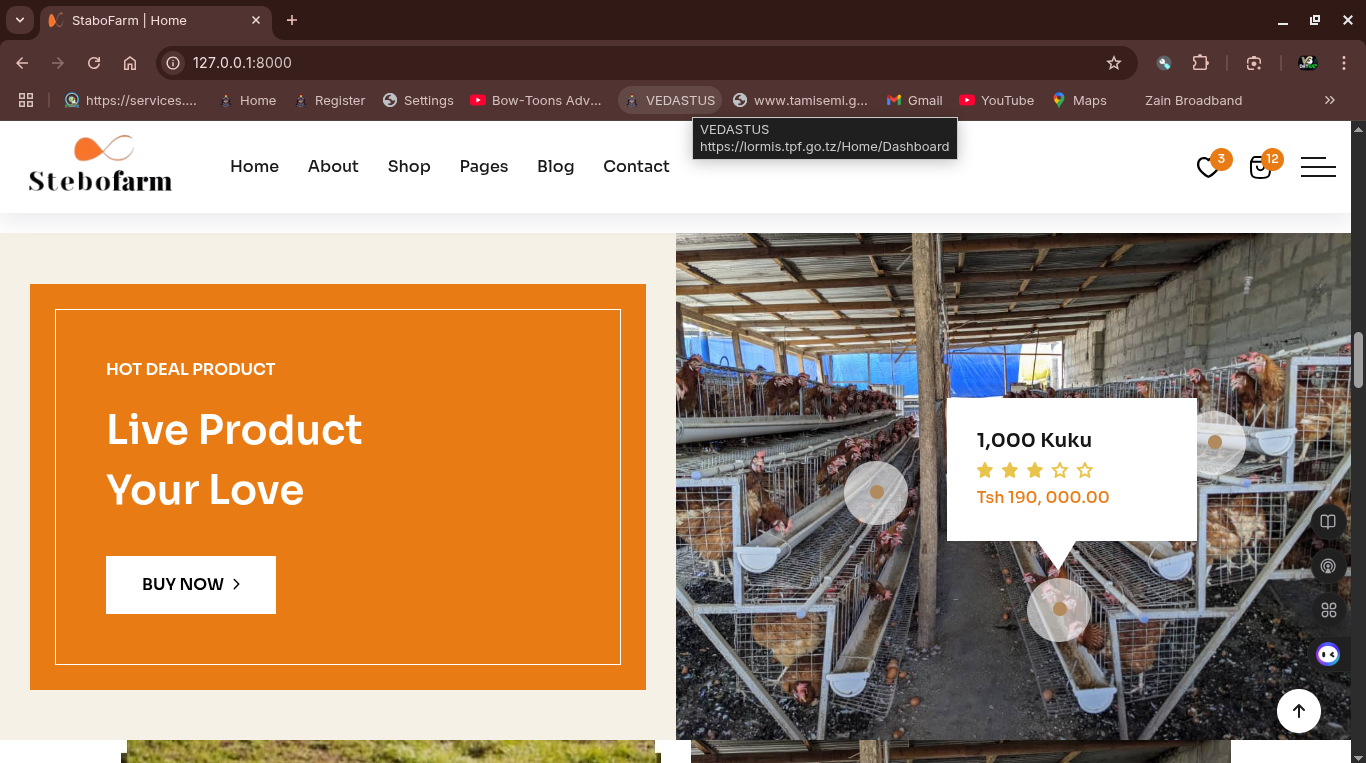 StaboFarm | Home
127.0.0.1:8000
https://services.... Home Register Settings Bow-Toons Adv... VEDASTUS www.tamisemi.g... Gmail YouTube Maps Zain Broadband
VEDASTUS
https://lormis.tpf.go.tz/Home/Dashboard
Stebofarm
Home About Shop Pages Blog Contact
3 12
HOT DEAL PRODUCT
Live Product
Your Love
BUY NOW
1,000 Kuku
Tsh 190, 000.00